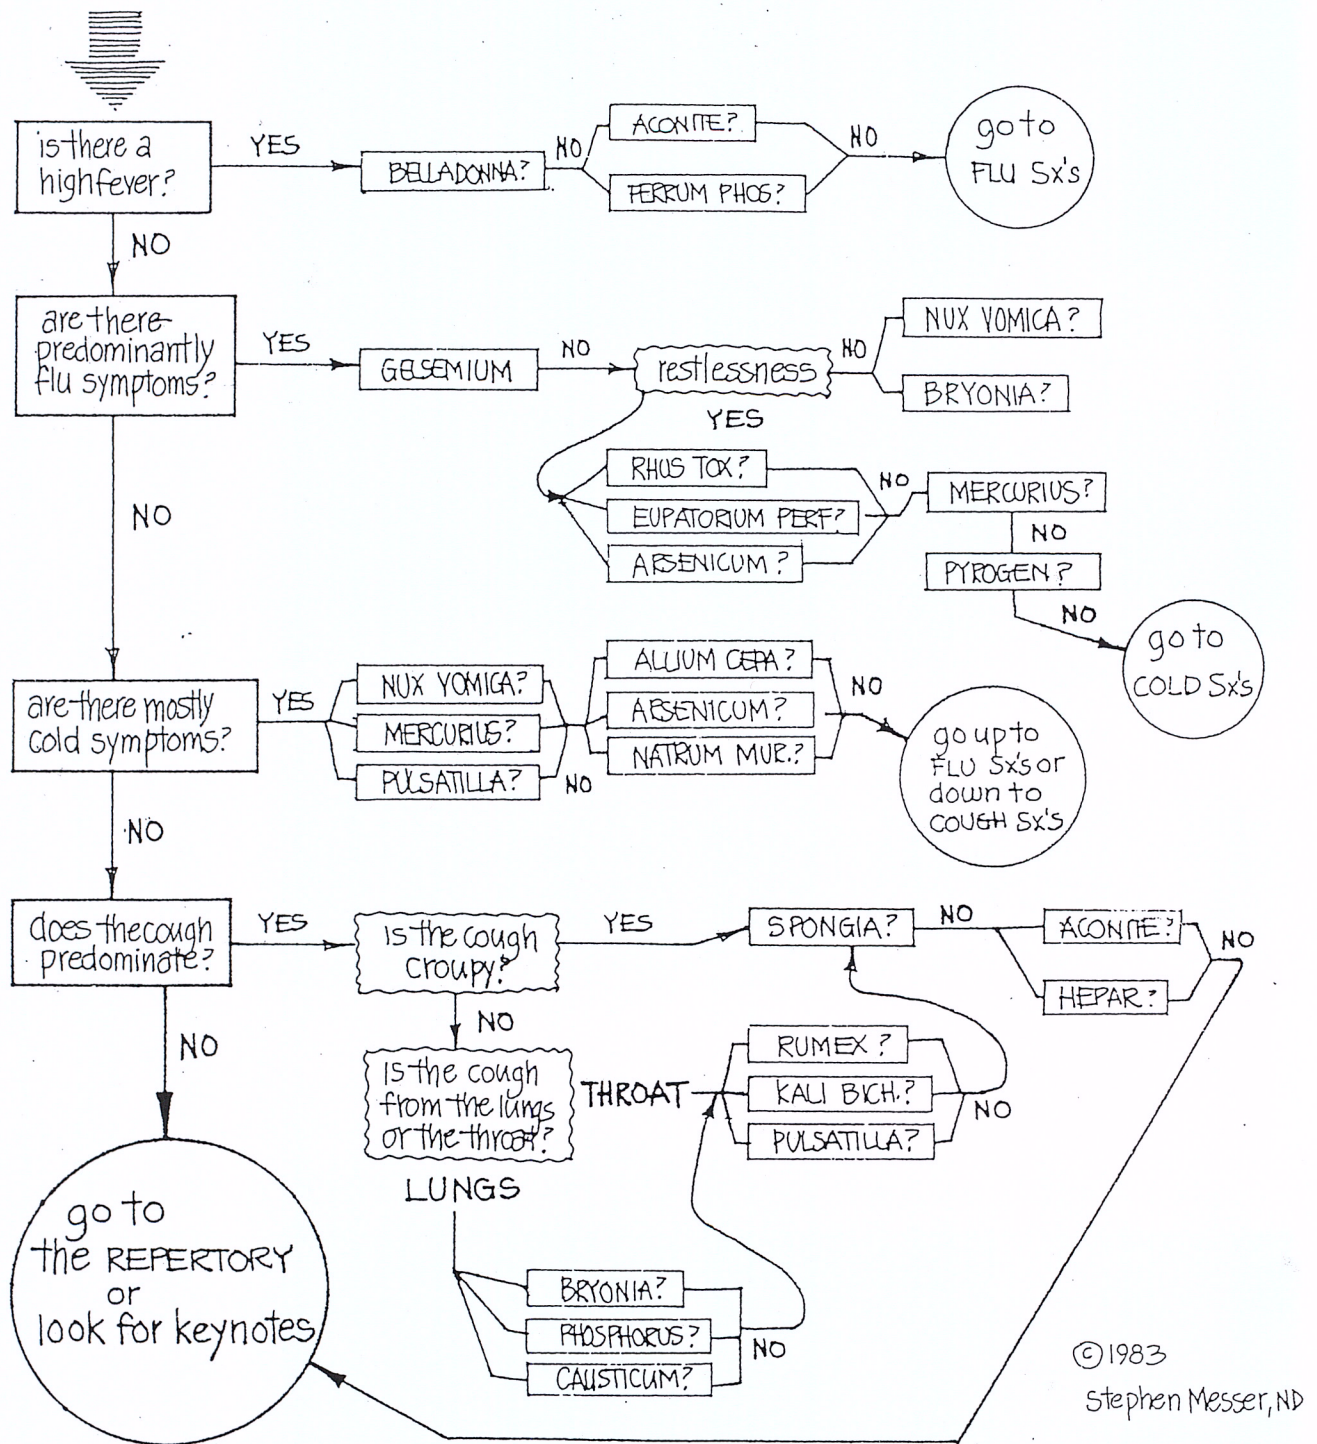 is there a
high fever?
YES
BELLADONNA?
NO
ACONITE?
FERRUM PHOS?
NO
go to
FLU Sx's
NO
are there
predominantly
flu symptoms?
YES
GELSEMIUM
NO
restlessness
NO
NUX VOMICA?
BRYONIA?
YES
RHUS TOX?
EUPATORIUM PERF?
ARSENICUM?
NO
MERCURIUS?
NO
PYROGEN?
NO
go to
COLD Sx's
NO
are there mostly
cold symptoms?
YES
NUX VOMICA?
MERCURIUS?
PULSATILLA?
NO
ALLIUM CEPA?
ARSENICUM?
NATRUM MUR.?
NO
go up to
FLU Sx's or
down to
COUGH Sx's
NO
does the cough
predominate?
YES
Is the cough
croupy?
YES
SPONGIA?
NO
ACONITE?
HEPAR?
NO
NO
Is the cough
from the lungs
or the throat?
THROAT
RUMEX?
KALI BICH.?
PULSATILLA?
NO
LUNGS
BRYONIA?
PHOSPHORUS?
CAUSTICUM?
NO
NO
go to
the REPERTORY
or
look for keynotes
©1983
Stephen Messer, ND